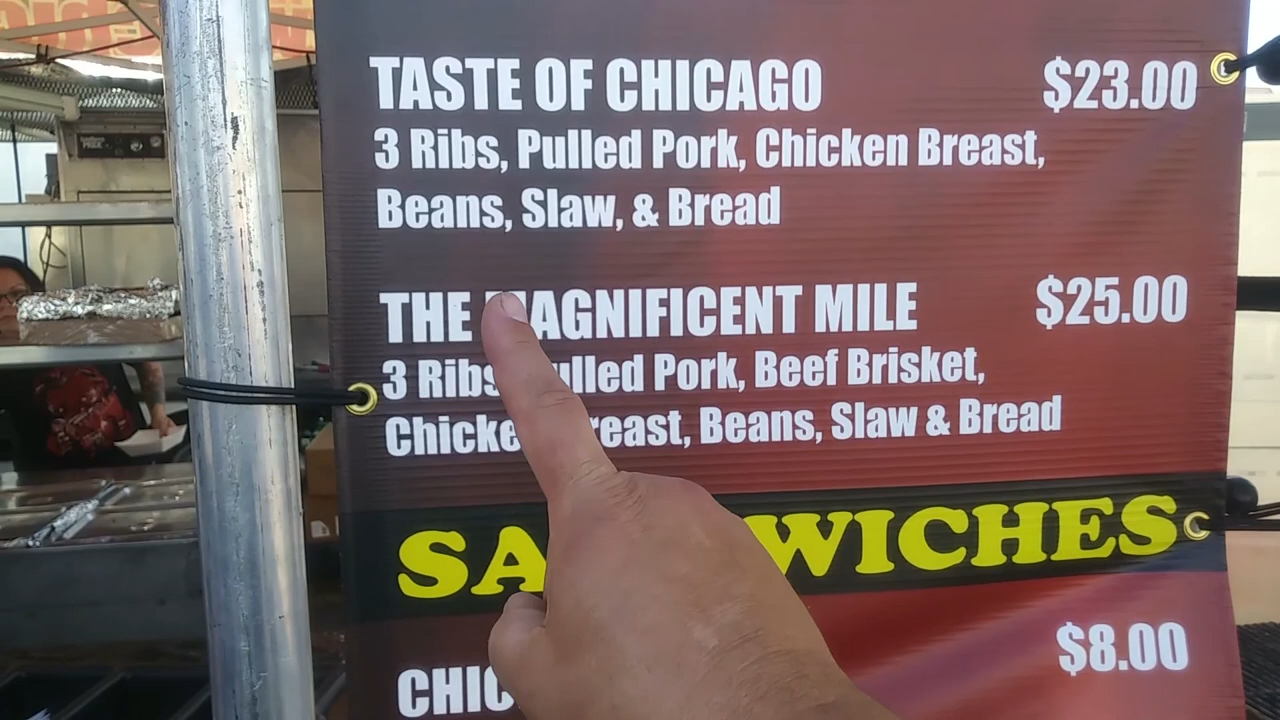 TASTE OF CHICAGO $23.00
3 Ribs, Pulled Pork, Chicken Breast,
Beans, Slaw, & Bread
THE MAGNIFICENT MILE $25.00
3 Ribs, Pulled Pork, Beef Brisket,
Chicken Breast, Beans, Slaw & Bread
SANDWICHES
$8.00